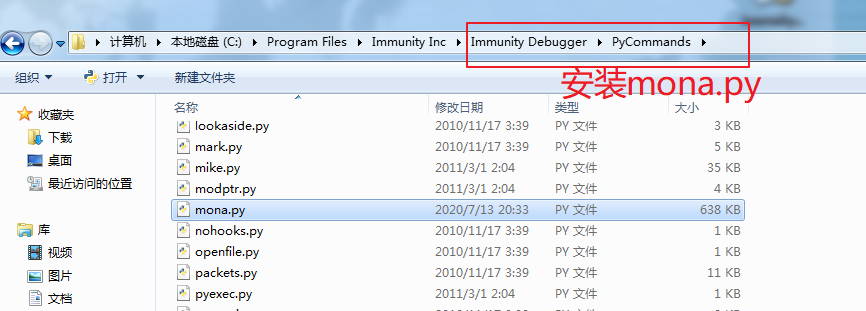 计算机 ▸ 本地磁盘 (C:) ▸ Program Files ▸ Immunity Inc ▸ Immunity Debugger ▸ PyCommands ▸
组织 打开 新建文件夹
安装mona.py
名称 修改日期 类型 大小
收藏夹
下载
桌面
最近访问的位置
库
视频
图片
文档
lookaside.py 2010/11/17 3:39 PY 文件 3 KB
mark.py 2010/11/17 3:39 PY 文件 5 KB
mike.py 2011/3/1 2:04 PY 文件 35 KB
modptr.py 2011/3/1 2:04 PY 文件 4 KB
mona.py 2020/7/13 20:33 PY 文件 638 KB
nohooks.py 2010/11/17 3:39 PY 文件 1 KB
openfile.py 2010/11/17 3:39 PY 文件 1 KB
packets.py 2010/11/17 3:39 PY 文件 11 KB
pyexec.py 2011/3/1 2:04 PY 文件 1 KB